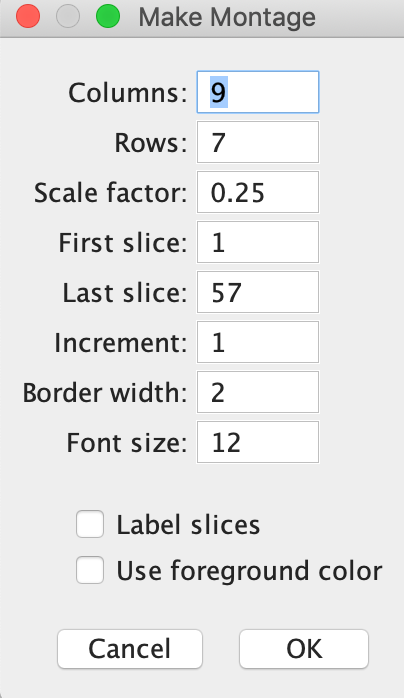 Make Montage
Columns: 9
Rows: 7
Scale factor: 0.25
First slice: 1
Last slice: 57
Increment: 1
Border width: 2
Font size: 12
Label slices
Use foreground color
Cancel OK